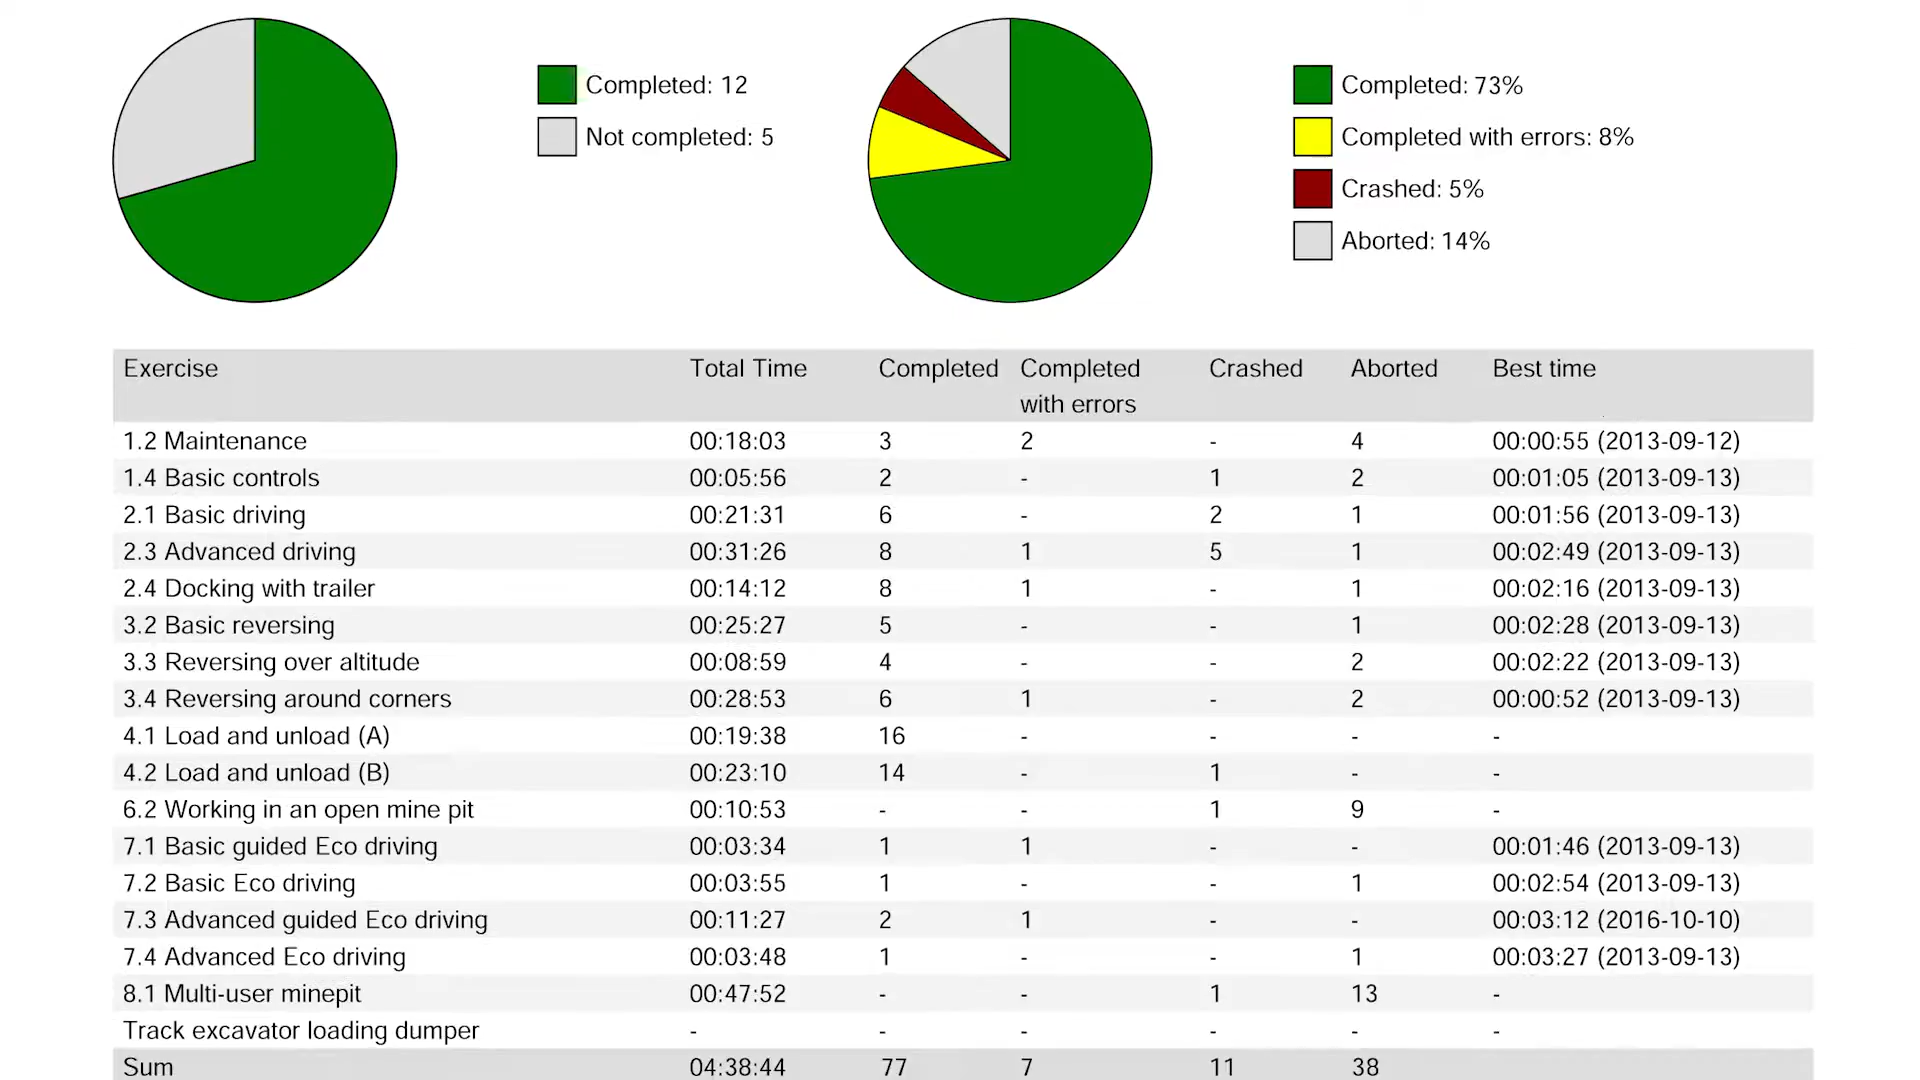 Completed: 12
Not completed: 5
Completed: 73%
Completed with errors: 8%
Crashed: 5%
Aborted: 14%
Exercise Total Time Completed Completed with errors Crashed Aborted Best time
1.2 Maintenance 00:18:03 3 2 - 4 00:00:55 (2013-09-12)
1.4 Basic controls 00:05:56 2 - 1 2 00:01:05 (2013-09-13)
2.1 Basic driving 00:21:31 6 - 2 1 00:01:56 (2013-09-13)
2.3 Advanced driving 00:31:26 8 1 5 1 00:02:49 (2013-09-13)
2.4 Docking with trailer 00:14:12 8 1 - 1 00:02:16 (2013-09-13)
3.2 Basic reversing 00:25:27 5 - - 1 00:02:28 (2013-09-13)
3.3 Reversing over altitude 00:08:59 4 - - 2 00:02:22 (2013-09-13)
3.4 Reversing around corners 00:28:53 6 1 - 2 00:00:52 (2013-09-13)
4.1 Load and unload (A) 00:19:38 16 - - - -
4.2 Load and unload (B) 00:23:10 14 - 1 - -
6.2 Working in an open mine pit 00:10:53 - - 1 9 -
7.1 Basic guided Eco driving 00:03:34 1 1 - - 00:01:46 (2013-09-13)
7.2 Basic Eco driving 00:03:55 1 - - 1 00:02:54 (2013-09-13)
7.3 Advanced guided Eco driving 00:11:27 2 1 - - 00:03:12 (2016-10-10)
7.4 Advanced Eco driving 00:03:48 1 - - 1 00:03:27 (2013-09-13)
8.1 Multi-user minepit 00:47:52 - - 1 13 -
Track excavator loading dumper - - - - - -
Sum 04:38:44 77 7 11 38